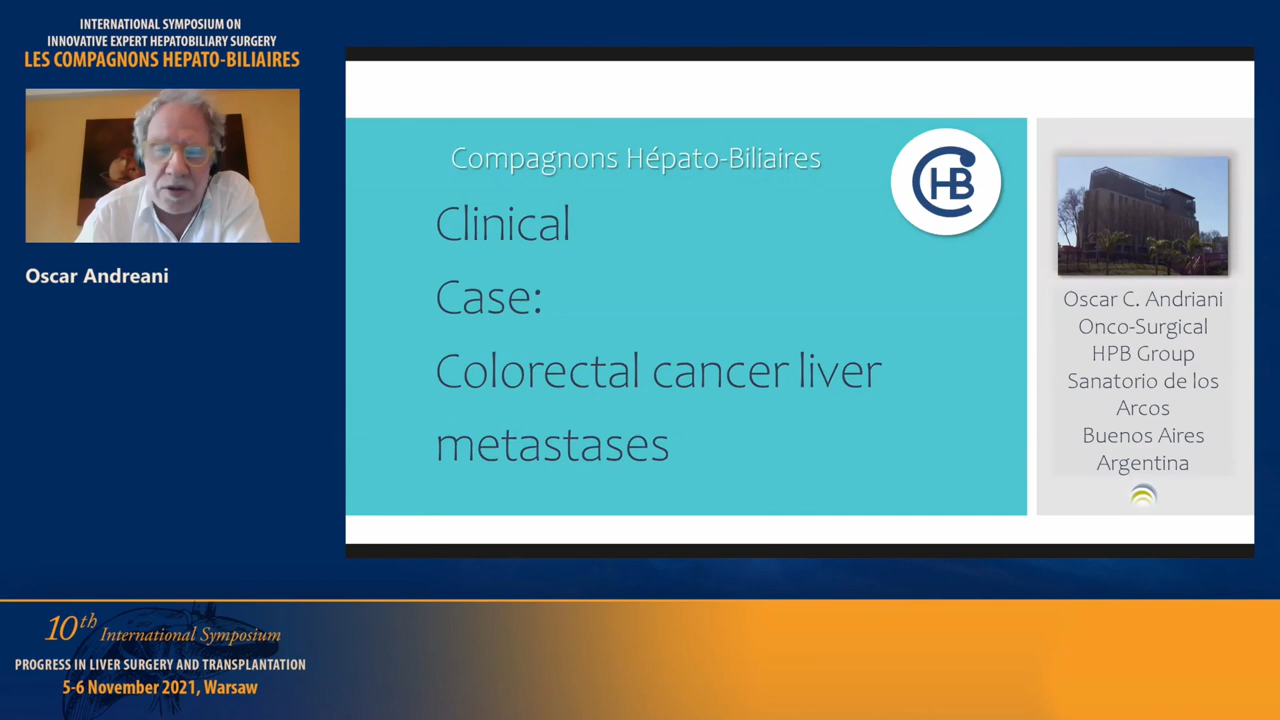 INTERNATIONAL SYMPOSIUM ON
INNOVATIVE EXPERT HEPATOBILIARY SURGERY
LES COMPAGNONS HEPATO-BILIAIRES
Oscar Andreani
Compagnons Hépato-Biliaires
CHB
Clinical
Case:
Colorectal cancer liver
metastases
Oscar C. Andriani
Onco-Surgical
HPB Group
Sanatorio de los
Arcos
Buenos Aires
Argentina
10th International Symposium
PROGRESS IN LIVER SURGERY AND TRANSPLANTATION
5-6 November 2021, Warsaw